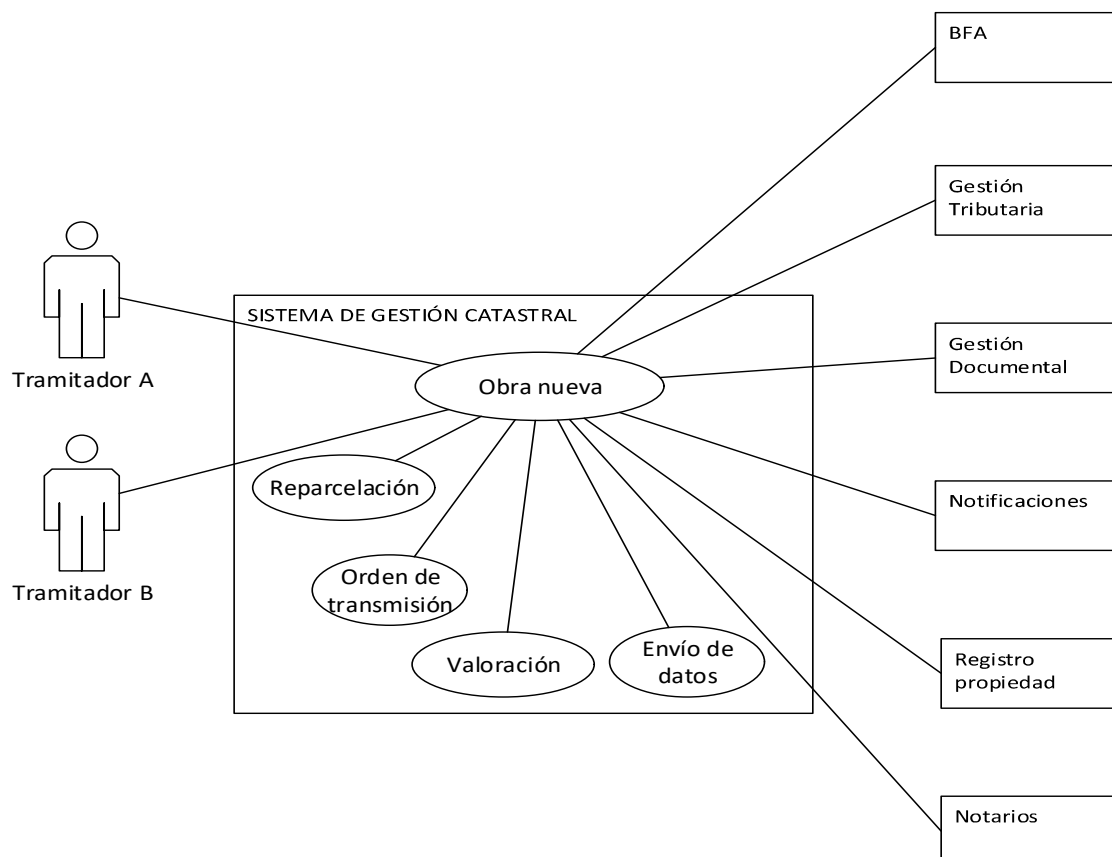 BFA
Gestión
Tributaria
SISTEMA DE GESTIÓN CATASTRAL
Tramitador A
Obra nueva
Gestión
Documental
Reparcelación
Notificaciones
Tramitador B
Orden de
transmisión
Valoración
Envío de
datos
Registro
propiedad
Notarios